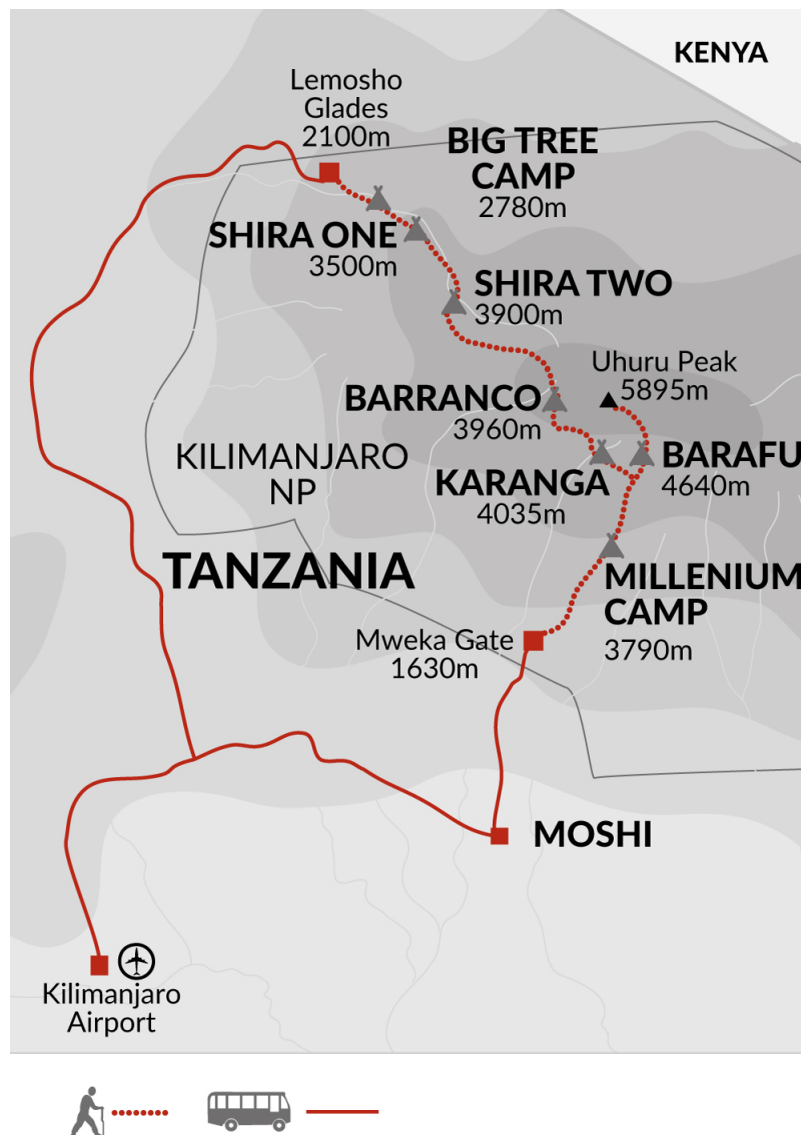 KENYA
Lemosho
Glades
2100m
BIG TREE
CAMP
2780m
SHIRA ONE
3500m
SHIRA TWO
3900m
Uhuru Peak
5895m
BARRANCO
3960m
KILIMANJARO
NP
KARANGA
4035m
BARAFU
4640m
TANZANIA
MILLENIUM
CAMP
3790m
Mweka Gate
1630m
MOSHI
Kilimanjaro
Airport